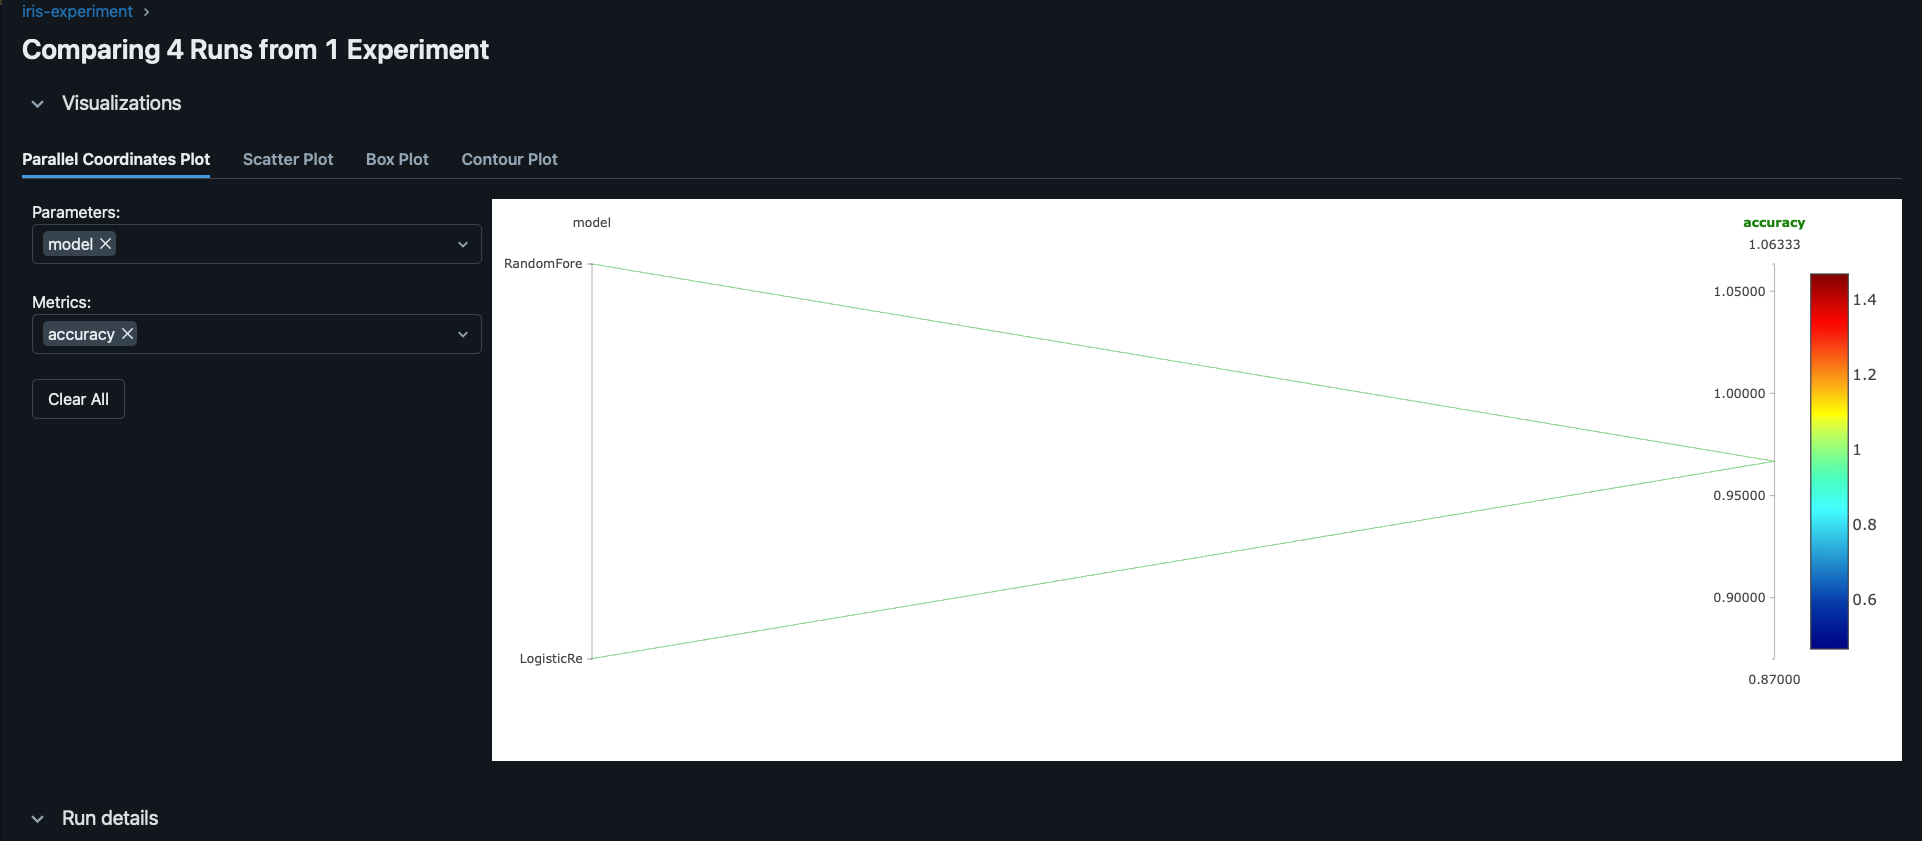 iris-experiment
Comparing 4 Runs from 1 Experiment
Visualizations
Parallel Coordinates Plot Scatter Plot Box Plot Contour Plot
Parameters:
model
Metrics:
accuracy
Clear All
model
RandomFore
LogisticRe
accuracy
1.06333
1.05000
1.00000
0.95000
0.90000
0.87000
1.4
1.2
1
0.8
0.6
Run details